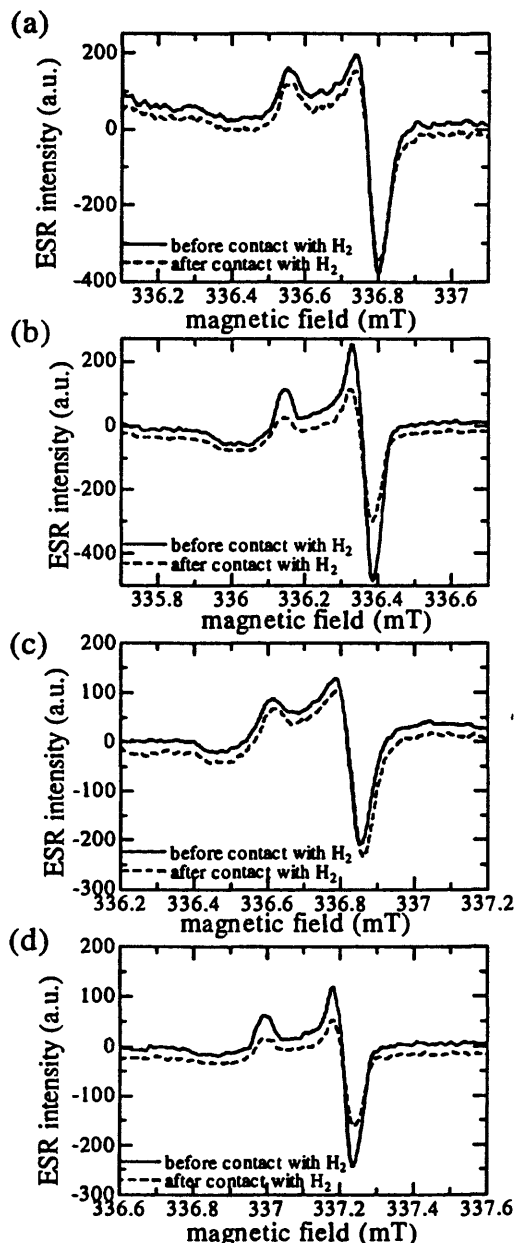 (a)
ESR intensity (a.u.)
200
0
-200
-400
before contact with H2
after contact with H2
336.2 336.4 336.6 336.8 337
magnetic field (mT)
(b)
ESR intensity (a.u.)
200
0
-200
-400
before contact with H2
after contact with H2
335.8 336 336.2 336.4 336.6
magnetic field (mT)
(c)
ESR intensity (a.u.)
200
100
0
-100
-200
-300
before contact with H2
after contact with H2
336.2 336.4 336.6 336.8 337 337.2
magnetic field (mT)
(d)
ESR intensity (a.u.)
200
100
0
-100
-200
-300
before contact with H2
after contact with H2
336.6 336.8 337 337.2 337.4 337.6
magnetic field (mT)